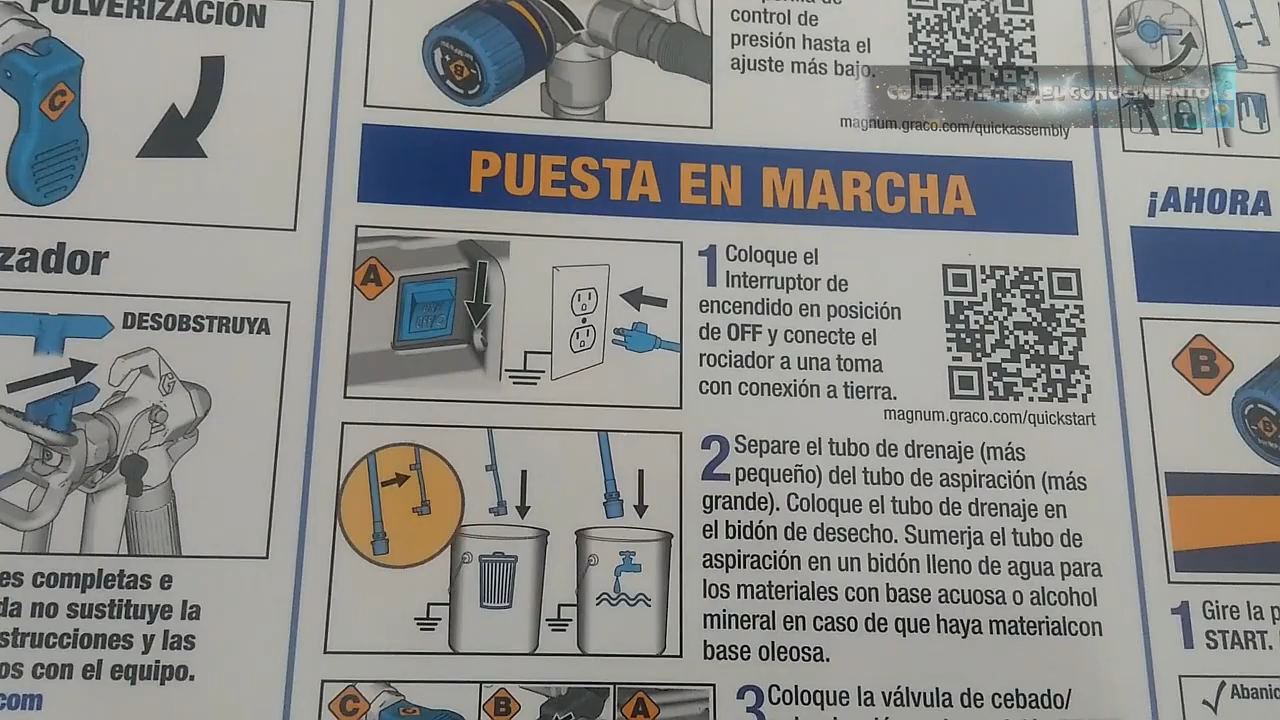 PULVERIZACIÓN
C
zador
DESOBSTRUYA
es completas e
da no sustituye la
strucciones y las
os con el equipo.
com
control de
presión hasta el
ajuste más bajo.
B
magnum.graco.com/quickassembly
EL CONOCIMIENTO
PUESTA EN MARCHA
A
1 Coloque el
Interruptor de
encendido en posición
de OFF y conecte el
rociador a una toma
con conexión a tierra.
magnum.graco.com/quickstart
2 Separe el tubo de drenaje (más
pequeño) del tubo de aspiración (más
grande). Coloque el tubo de drenaje en
el bidón de desecho. Sumerja el tubo de
aspiración en un bidón lleno de agua para
los materiales con base acuosa o alcohol
mineral en caso de que haya materialcon
base oleosa.
C B A
3 Coloque la válvula de cebado/
¡AHORA
B
B
1 Gire la p
START.
Abanic